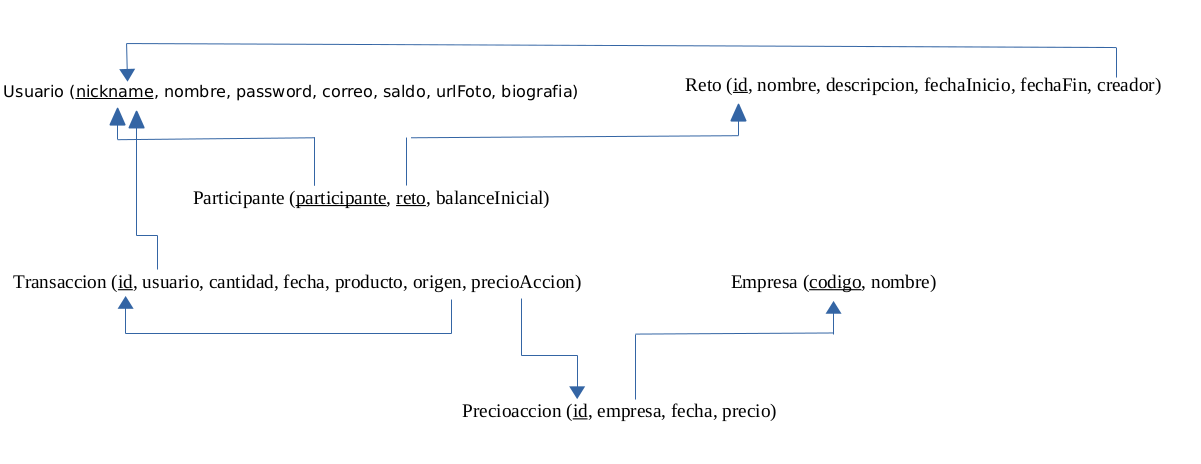 Usuario (nickname, nombre, password, correo, saldo, urlFoto, biografia)
Reto (id, nombre, descripcion, fechaInicio, fechaFin, creador)
Participante (participante, reto, balanceInicial)
Transaccion (id, usuario, cantidad, fecha, producto, origen, precioAccion)
Empresa (codigo, nombre)
Precioaccion (id, empresa, fecha, precio)